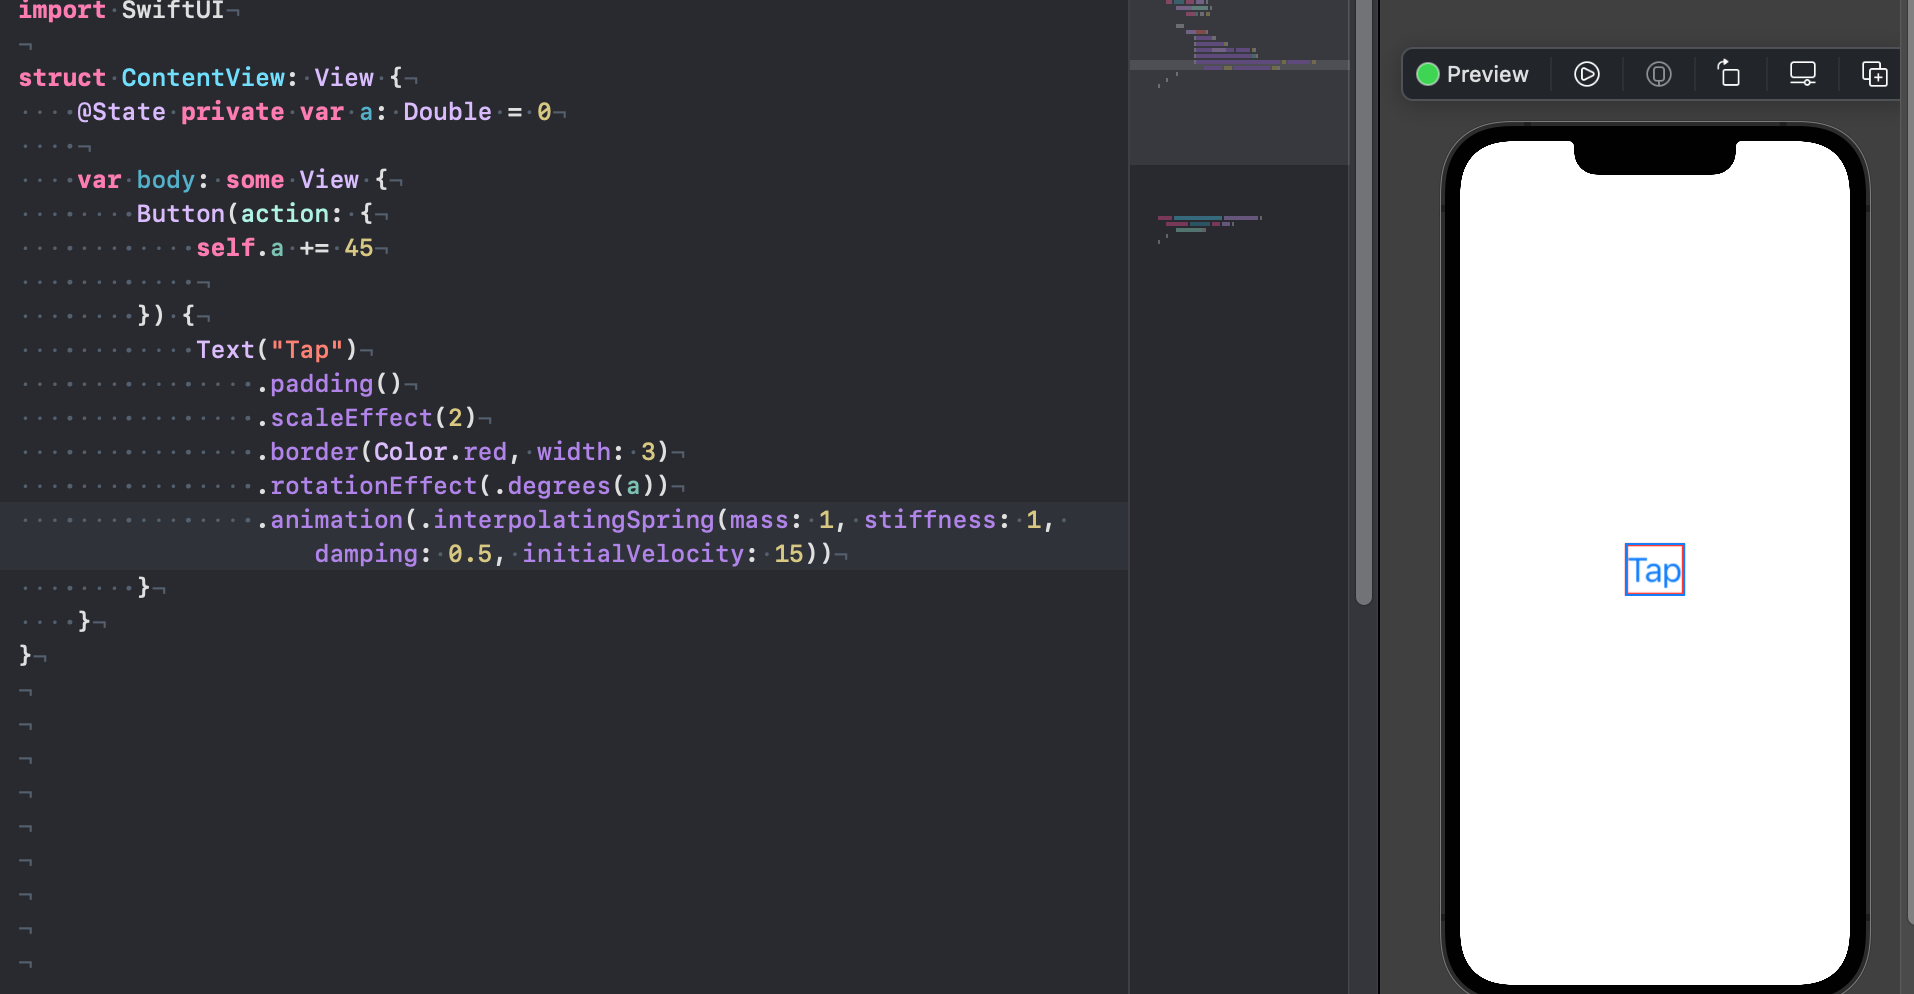 import SwiftUI
struct ContentView: View {
@State private var a: Double = 0
var body: some View {
Button(action: {
self.a += 45
}) {
Text("Tap")
.padding()
.scaleEffect(2)
.border(Color.red, width: 3)
.rotationEffect(.degrees(a))
.animation(.interpolatingSpring(mass: 1, stiffness: 1,
damping: 0.5, initialVelocity: 15))
}
}
}
Preview
Tap